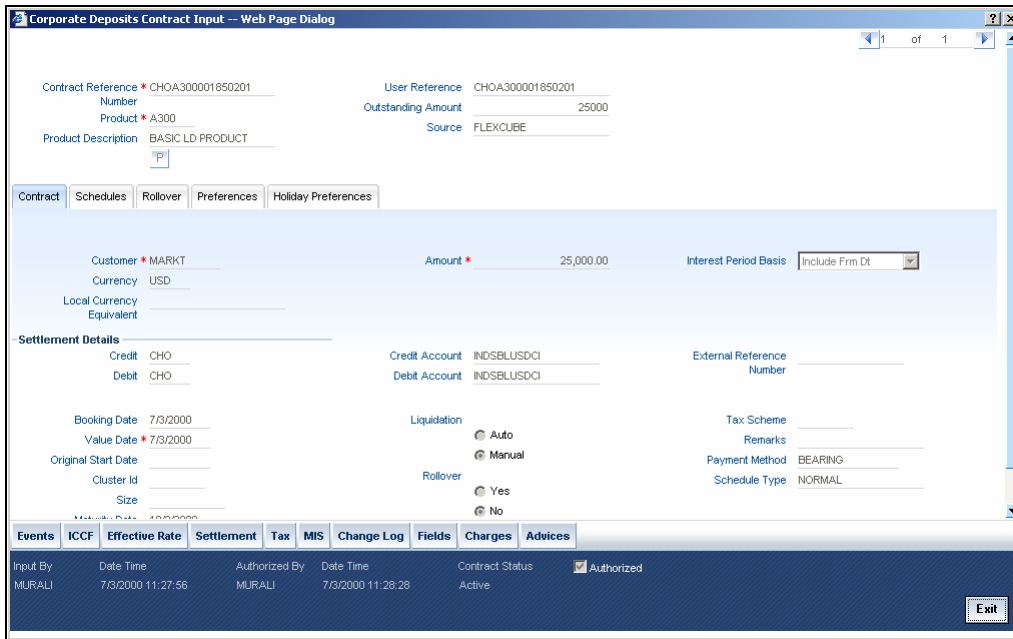 Corporate Deposits Contract Input -- Web Page Dialog
1 of 1
Contract Reference Number * CHOA300001850201 User Reference CHOA300001850201
Outstanding Amount 25000
Product * A300 Source FLEXCUBE
Product Description BASIC LD PRODUCT
P
Contract Schedules Rollover Preferences Holiday Preferences
Customer * MARKT Amount * 25,000.00 Interest Period Basis Include Frm Dt
Currency USD
Local Currency Equivalent
Settlement Details
Credit CHO Credit Account INDSBLUSDCI External Reference Number
Debit CHO Debit Account INDSBLUSDCI
Booking Date 7/3/2000 Liquidation Tax Scheme
Auto
Value Date * 7/3/2000 Remarks
Manual
Original Start Date Payment Method BEARING
Cluster Id Rollover Schedule Type NORMAL
Yes
Size
No
Maturity Date
Events ICCF Effective Rate Settlement Tax MIS Change Log Fields Charges Advices
Input By Date Time Authorized By Date Time Contract Status Authorized
MURALI 7/3/2000 11:27:56 MURALI 7/3/2000 11:28:28 Active
Exit